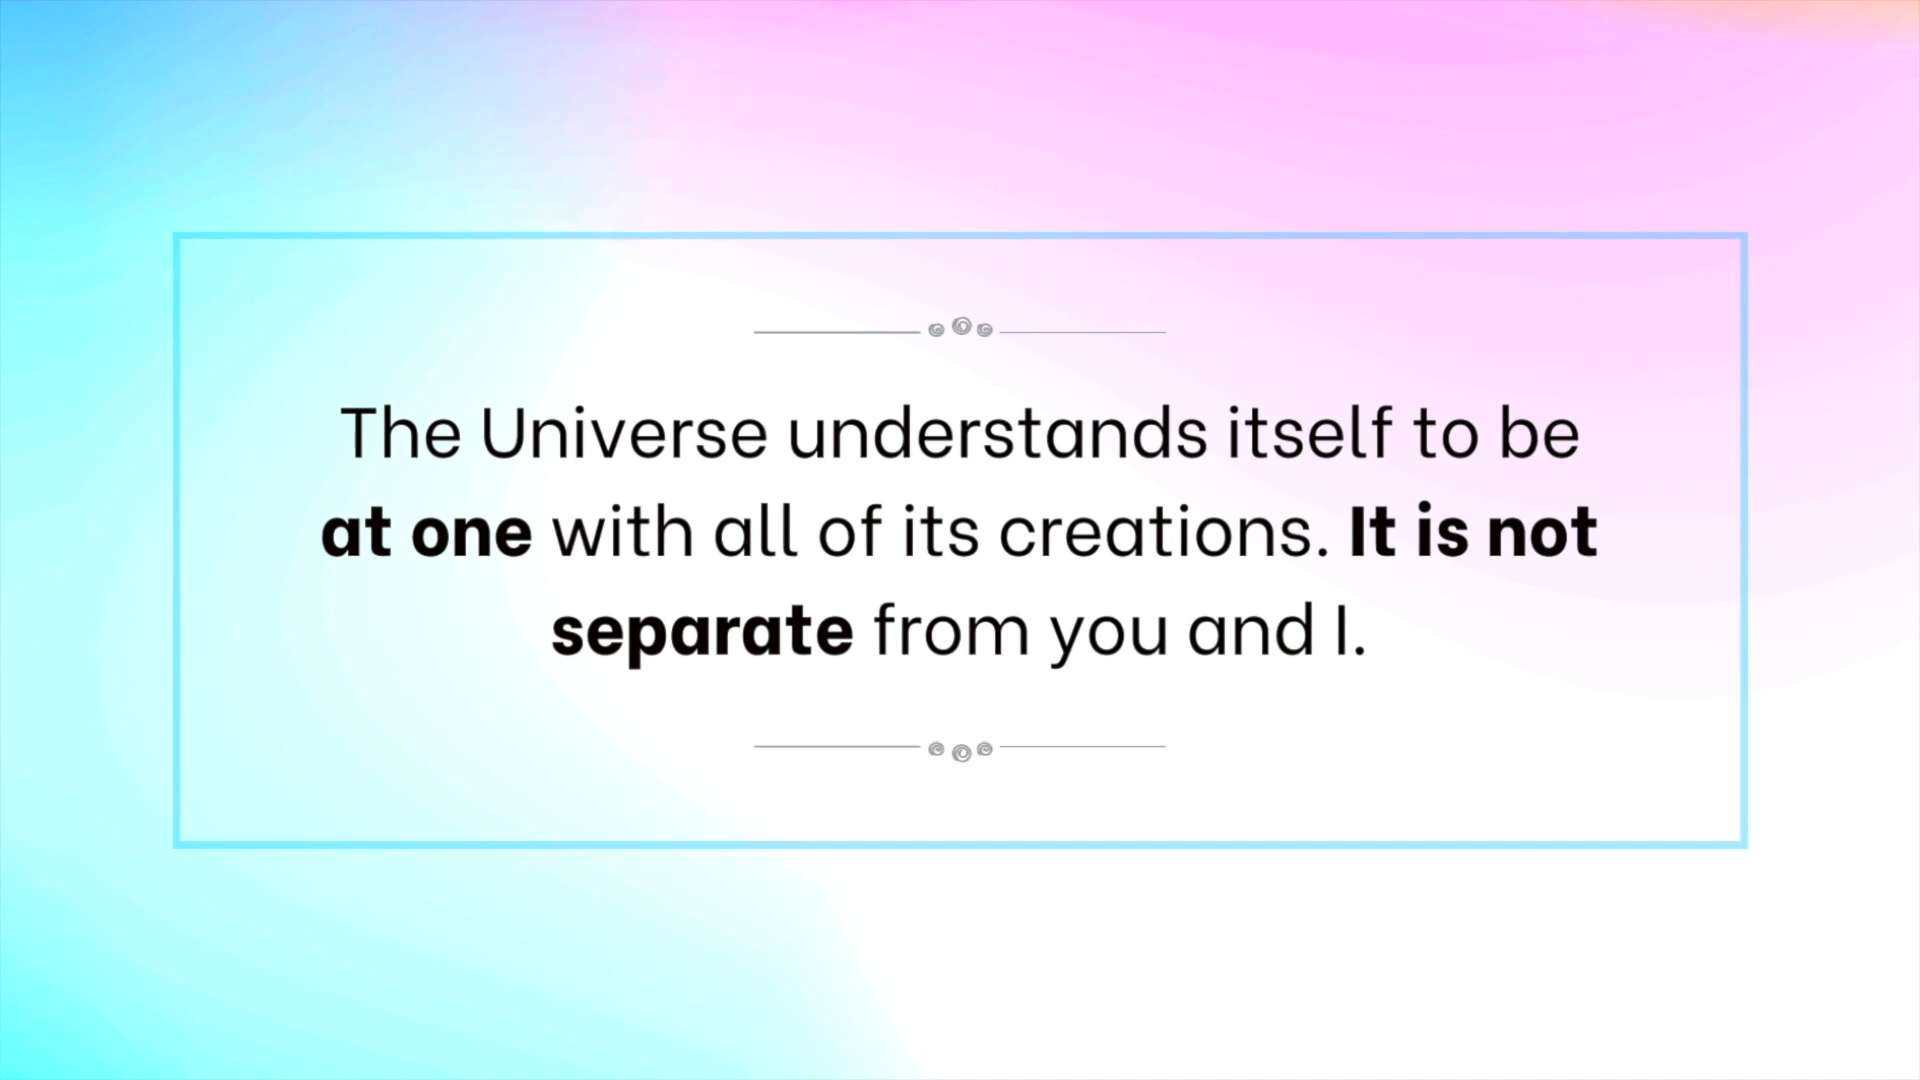 The Universe understands itself to be
at one with all of its creations. It is not
separate from you and I.